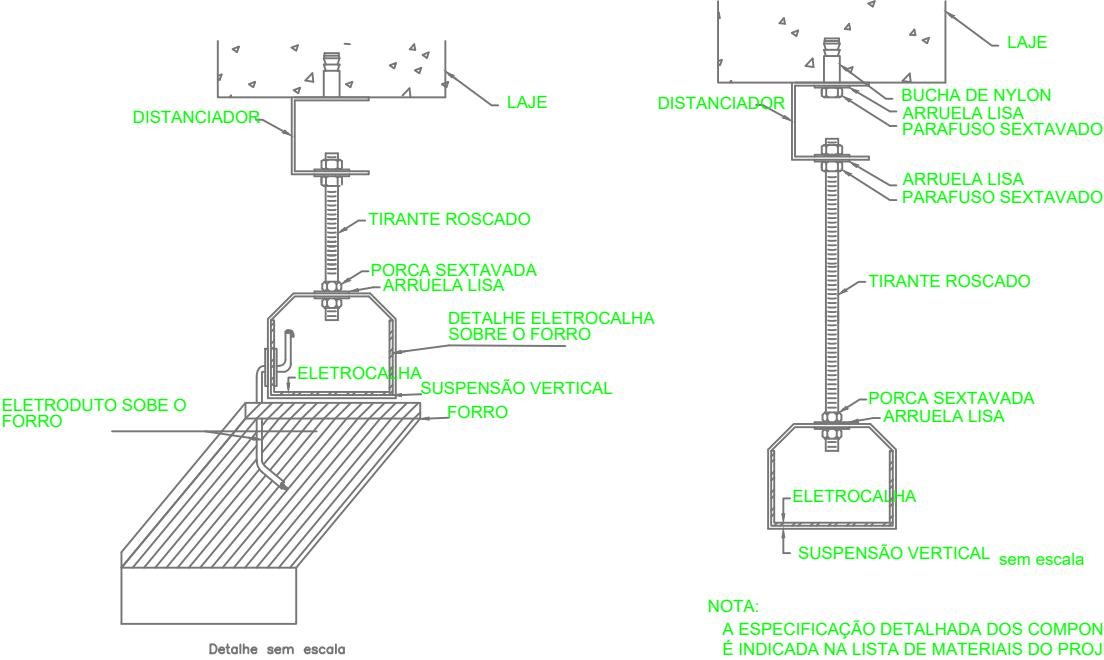 LAJE
DISTANCIADOR
TIRANTE ROSCADO
PORCA SEXTAVADA
ARRUELA LISA
DETALHE ELETROCALHA
SOBRE O FORRO
ELETROCALHA
SUSPENSÃO VERTICAL
ELETRODUTO SOBE O
FORRO
FORRO
Detalhe sem escala
LAJE
DISTANCIADOR
BUCHA DE NYLON
ARRUELA LISA
PARAFUSO SEXTAVADO
ARRUELA LISA
PARAFUSO SEXTAVADO
TIRANTE ROSCADO
PORCA SEXTAVADA
ARRUELA LISA
ELETROCALHA
SUSPENSÃO VERTICAL
sem escala
NOTA:
A ESPECIFICAÇÃO DETALHADA DOS COMPON
É INDICADA NA LISTA DE MATERIAIS DO PROJ